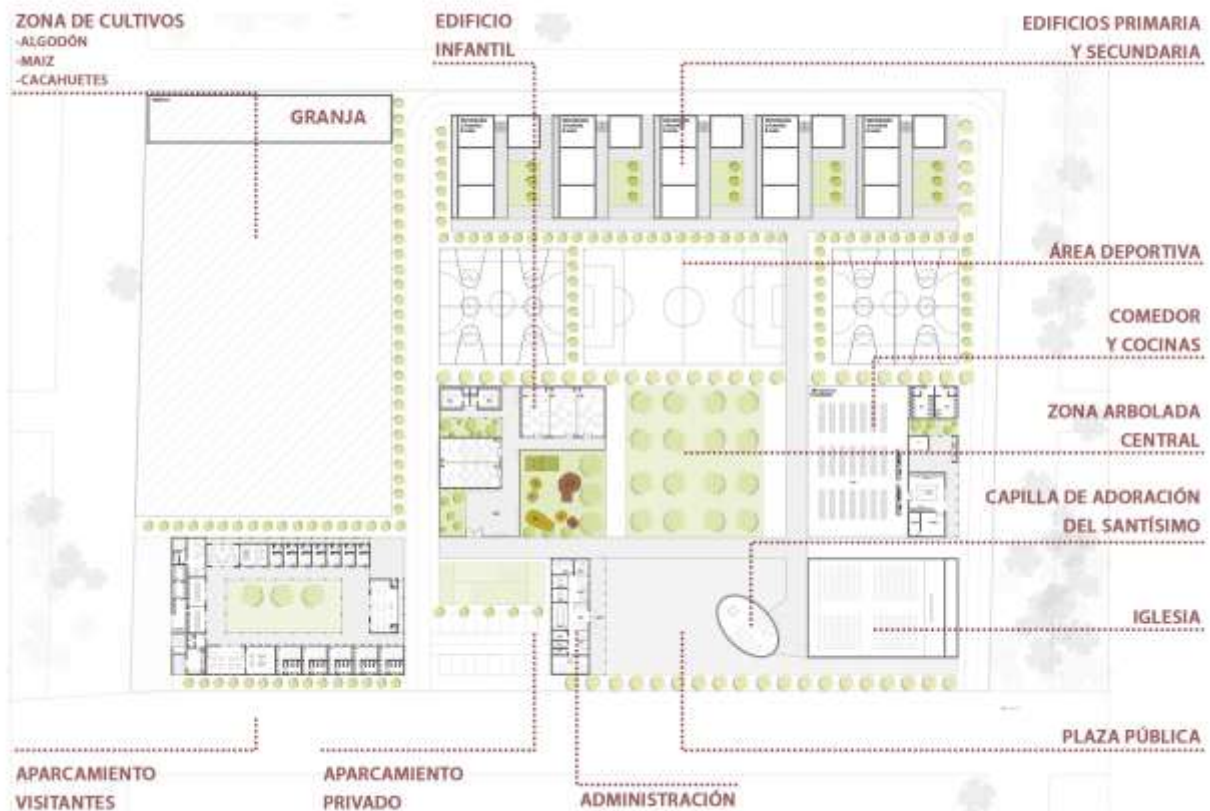 ZONA DE CULTIVOS
-ALGODÓN
-MAIZ
-CACAHUETES
EDIFICIO
INFANTIL
EDIFICIOS PRIMARIA
Y SECUNDARIA
GRANJA
ÁREA DEPORTIVA
COMEDOR
Y COCINAS
ZONA ARBOLADA
CENTRAL
CAPILLA DE ADORACIÓN
DEL SANTÍSIMO
IGLESIA
PLAZA PÚBLICA
APARCAMIENTO
VISITANTES
APARCAMIENTO
PRIVADO
ADMINISTRACIÓN